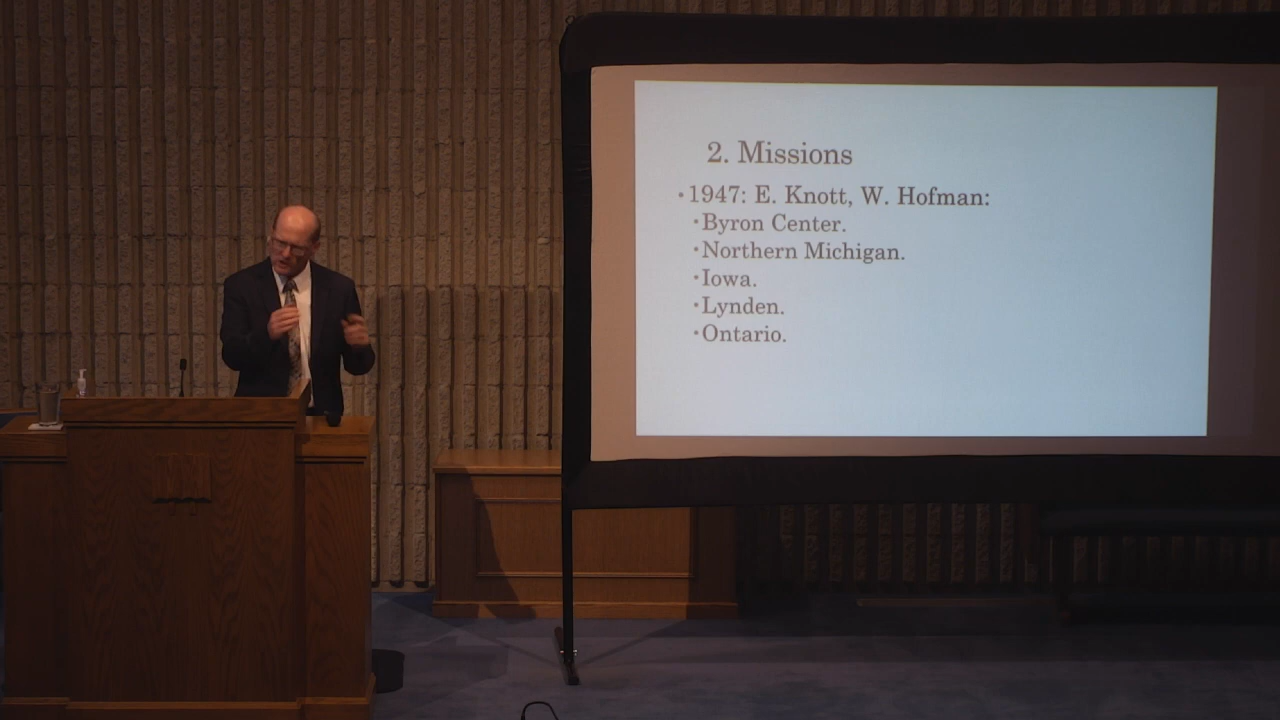 2. Missions
•1947: E. Knott, W. Hofman:
•Byron Center.
•Northern Michigan.
•Iowa.
•Lynden.
•Ontario.